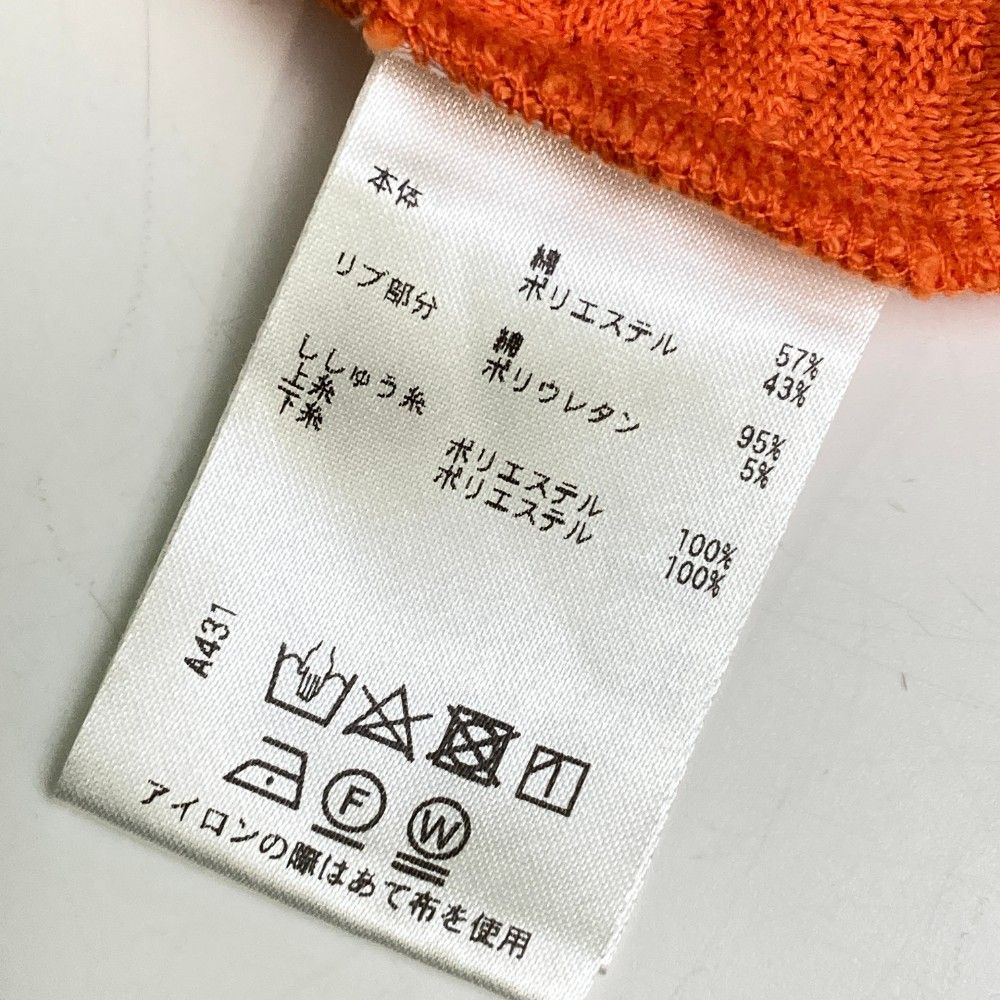 本体
綿 57%
ポリエステル 43%
リブ部分
綿 95%
ポリウレタン 5%
ししゅう糸
上糸 ポリエステル 100%
下糸 ポリエステル 100%
A431
F
W
アイロンの際はあて布を使用